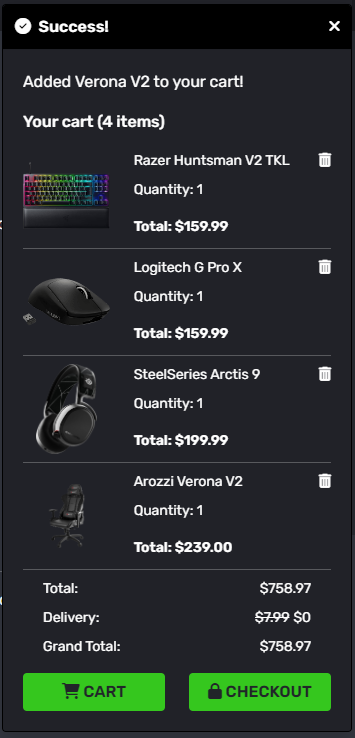 Success!
Added Verona V2 to your cart!
Your cart (4 items)
Razer Huntsman V2 TKL
Quantity: 1
Total: $159.99
Logitech G Pro X
Quantity: 1
Total: $159.99
SteelSeries Arctis 9
Quantity: 1
Total: $199.99
Arozzi Verona V2
Quantity: 1
Total: $239.00
Total: $758.97
Delivery: $7.99 $0
Grand Total: $758.97
CART CHECKOUT